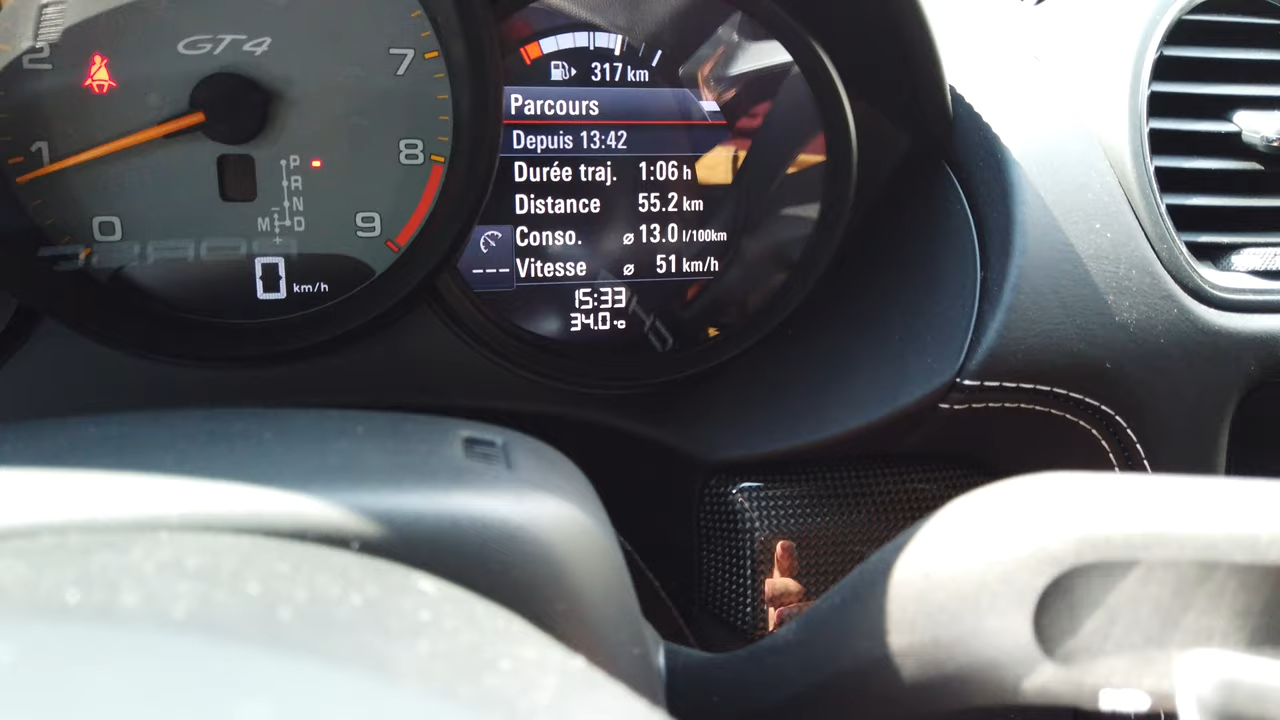 GT4
2
1
0
7
8
9
P
R
N
M D
-
+
0 km/h
317 km
Parcours
Depuis 13:42
Durée traj. 1:06 h
Distance 55.2 km
Conso. ⌀ 13.0 l/100km
Vitesse ⌀ 51 km/h
---
15:33
34.0 °C